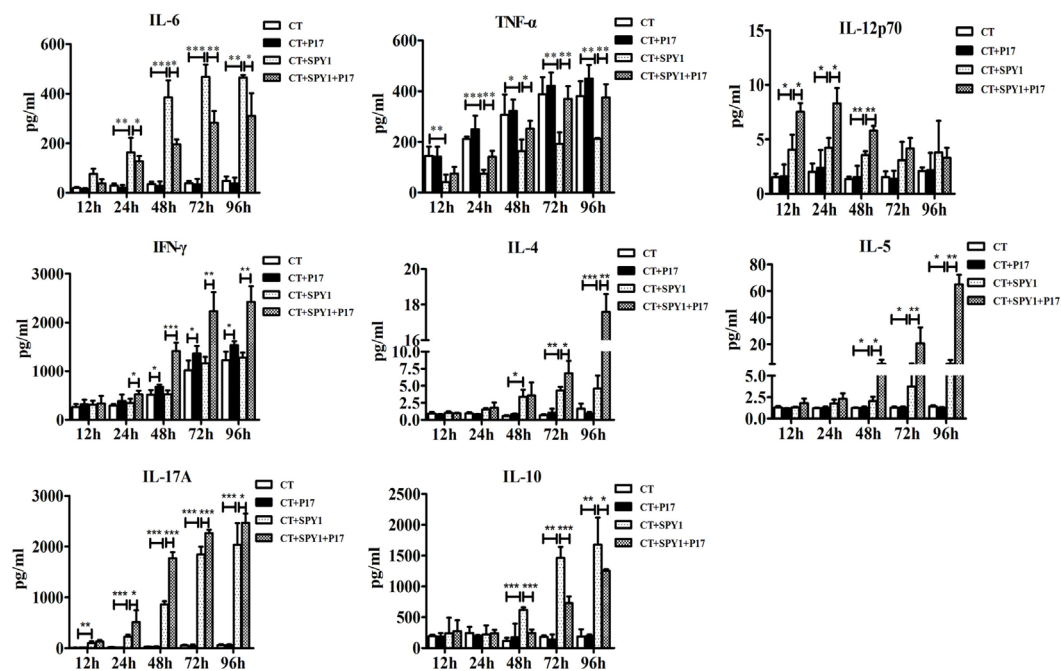 IL-6
pg/ml
600
400
200
0
** * **** ** *** ** ** *
12h 24h 48h 72h 96h
CT
CT+P17
CT+SPY1
CT+SPY1+P17
TNF-α
pg/ml
600
400
200
0
** *** ** * * ** ** ** **
12h 24h 48h 72h 96h
CT
CT+P17
CT+SPY1
CT+SPY1+P17
IL-12p70
pg/ml
15
10
5
0
* * * * ** **
12h 24h 48h 72h 96h
CT
CT+P17
CT+SPY1
CT+SPY1+P17
IFN-γ
pg/ml
3000
2000
1000
0
* * *** * ** * **
12h 24h 48h 72h 96h
CT
CT+P17
CT+SPY1
CT+SPY1+P17
IL-4
pg/ml
20
18
16
10.0
7.5
5.0
2.5
0.0
* ** * *** **
12h 24h 48h 72h 96h
CT
CT+P17
CT+SPY1
CT+SPY1+P17
IL-5
pg/ml
80
60
40
20
5.0
2.5
0.0
* * * ** * **
12h 24h 48h 72h 96h
CT
CT+P17
CT+SPY1
CT+SPY1+P17
IL-17A
pg/ml
3000
2000
1000
0
** *** * *** *** *** *** *** *
12h 24h 48h 72h 96h
CT
CT+P17
CT+SPY1
CT+SPY1+P17
IL-10
pg/ml
2500
2000
1500
1000
500
0
*** *** ** *** ** *
12h 24h 48h 72h 96h
CT
CT+P17
CT+SPY1
CT+SPY1+P17